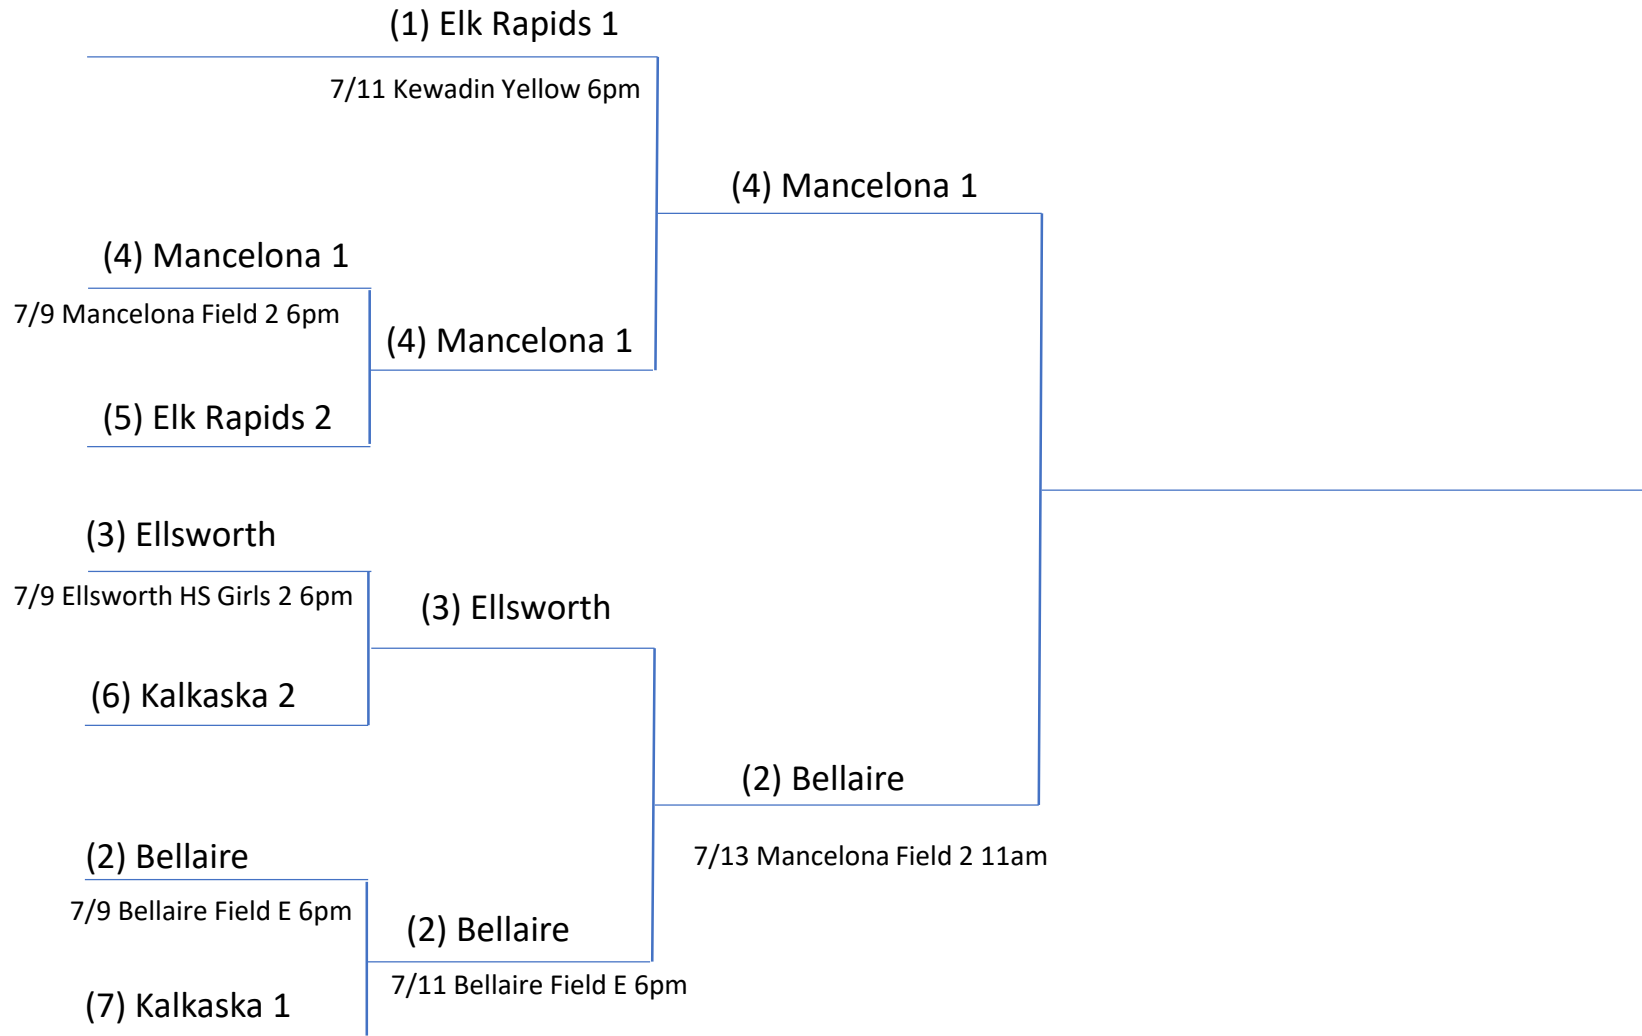 (1) Elk Rapids 1
7/11 Kewadin Yellow 6pm
(4) Mancelona 1
(4) Mancelona 1
7/9 Mancelona Field 2 6pm
(4) Mancelona 1
(5) Elk Rapids 2
(3) Ellsworth
7/9 Ellsworth HS Girls 2 6pm
(3) Ellsworth
(6) Kalkaska 2
(2) Bellaire
7/13 Mancelona Field 2 11am
(2) Bellaire
7/9 Bellaire Field E 6pm
(2) Bellaire
7/11 Bellaire Field E 6pm
(7) Kalkaska 1